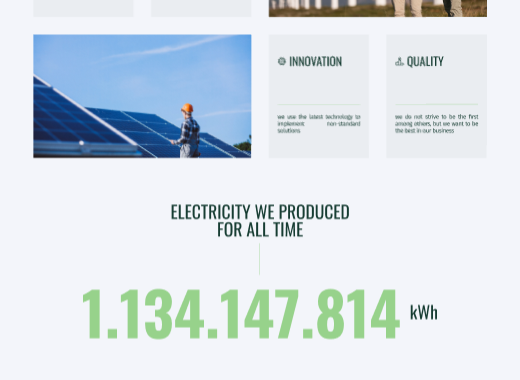 INNOVATION
we use the latest technology to
implement non-standard
solutions
QUALITY
we do not strive to be the first
among others, but we want to be
the best in our business
ELECTRICITY WE PRODUCED
FOR ALL TIME
1.134.147.814 kWh